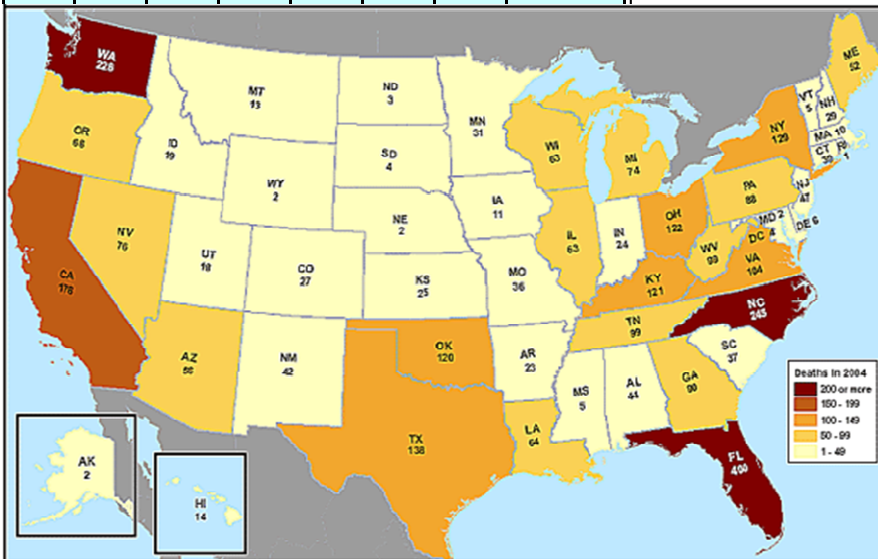 WA
228
OR
CA
178
NV
76
ID
19
MT
UT
18
AZ
WY
2
CO
27
NM
42
ND
3
SD
4
NE
2
KS
25
OK
120
TX
138
MN
31
IA
11
MO
36
AR
23
LA
64
WI
63
IL
63
MI
74
IN
24
OH
122
KY
121
TN
99
MS
5
AL
44
GA
90
FL
400
SC
37
NC
245
VA
104
WV
DC
4
MD 2
DE 6
PA
88
NJ
NY
129
CT
RI
1
MA 10
VT
5
NH
29
ME
52
AK
2
HI
14
Deaths in 2004
200 or more
150 - 199
100 - 149
50 - 99
1 - 49